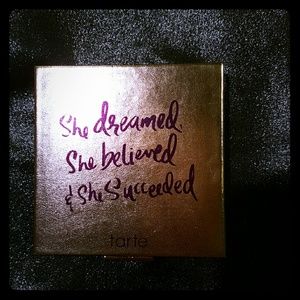 She dreamed.
She believed
& She Succeeded
tarte